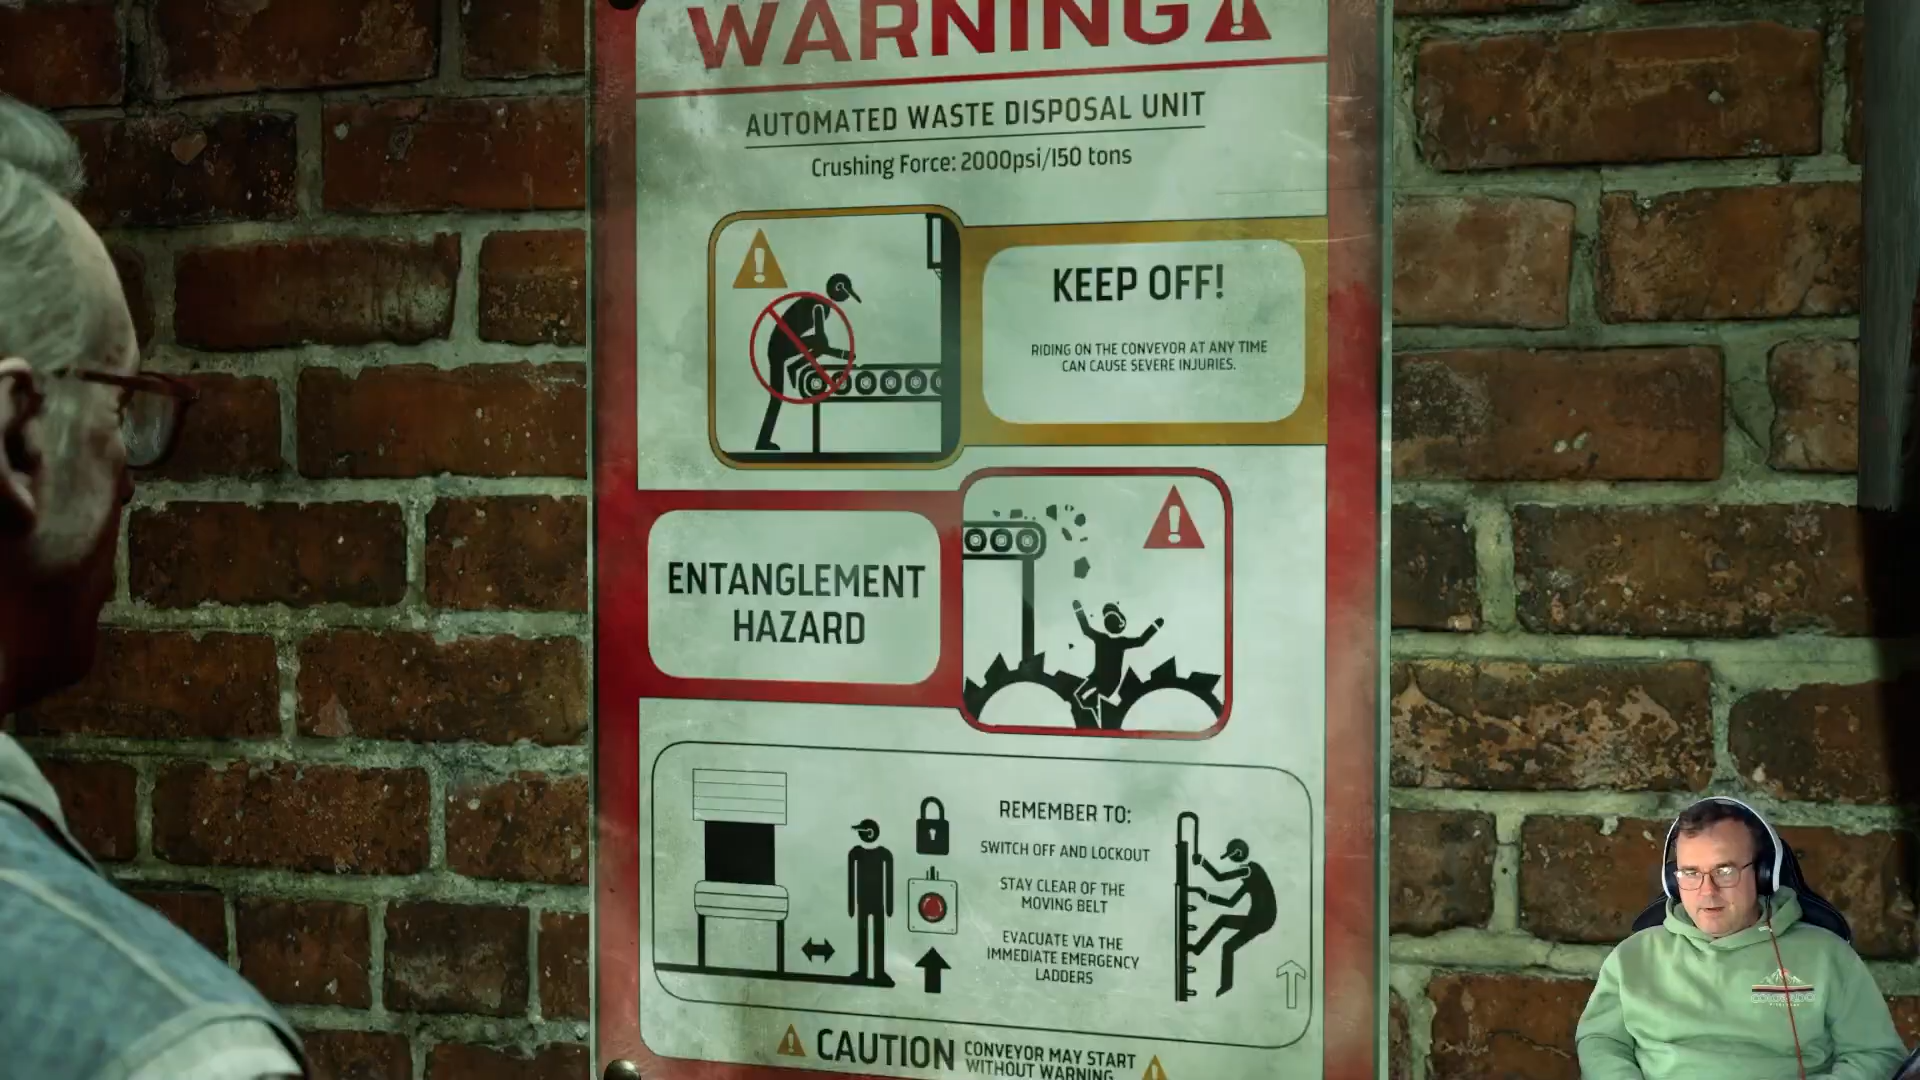 WARNING
AUTOMATED WASTE DISPOSAL UNIT
Crushing Force: 2000psi/150 tons
KEEP OFF!
RIDING ON THE CONVEYOR AT ANY TIME
CAN CAUSE SEVERE INJURIES.
ENTANGLEMENT
HAZARD
REMEMBER TO:
SWITCH OFF AND LOCKOUT
STAY CLEAR OF THE
MOVING BELT
EVACUATE VIA THE
IMMEDIATE EMERGENCY
LADDERS
CAUTION
CONVEYOR MAY START
WITHOUT WARNING
COLORADO